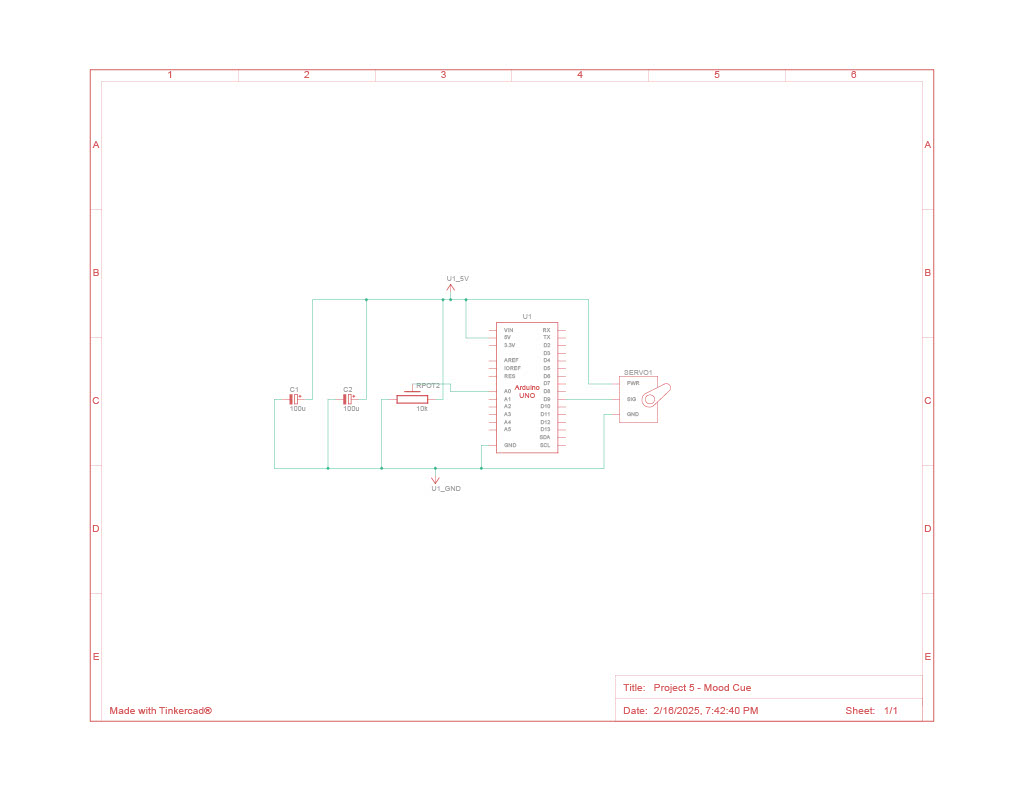 1 2 3 4 5 6
A A
B B
U1_5V
U1
VIN RX
5V TX
3.3V D2
D3
AREF D4
IOREF D5
RES D6
D7
A0 D8
A1 D9
A2 D10
A3 D11
A4 D12
A5 D13
SDA
GND SCL
Arduino
UNO
SERVO1
PWR
SIG
GND
C1
100u
C2
100u
RPOT2
10k
C C
U1_GND
D D
E E
Title: Project 5 - Mood Cue
Made with Tinkercad®
Date: 2/16/2025, 7:42:40 PM Sheet: 1/1